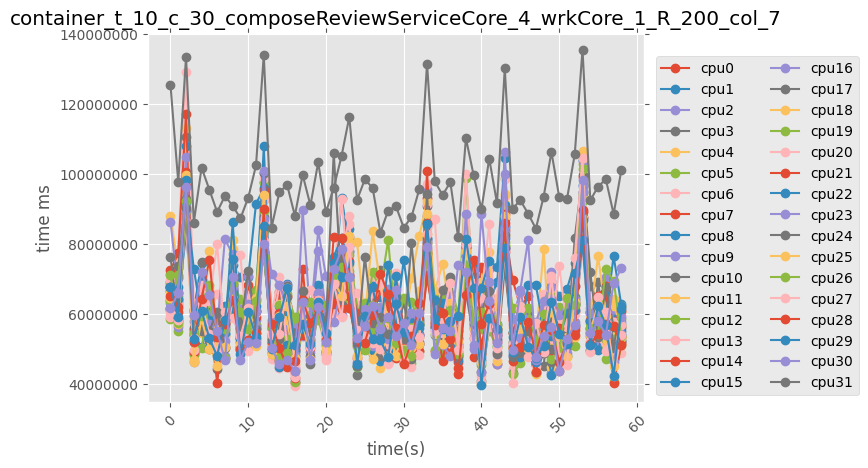 container_t_10_c_30_composeReviewServiceCore_4_wrkCore_1_R_200_col_7
140000000
120000000
100000000
80000000
60000000
40000000
time ms
0
10
20
30
40
50
60
time(s)
cpu0
cpu1
cpu2
cpu3
cpu4
cpu5
cpu6
cpu7
cpu8
cpu9
cpu10
cpu11
cpu12
cpu13
cpu14
cpu15
cpu16
cpu17
cpu18
cpu19
cpu20
cpu21
cpu22
cpu23
cpu24
cpu25
cpu26
cpu27
cpu28
cpu29
cpu30
cpu31